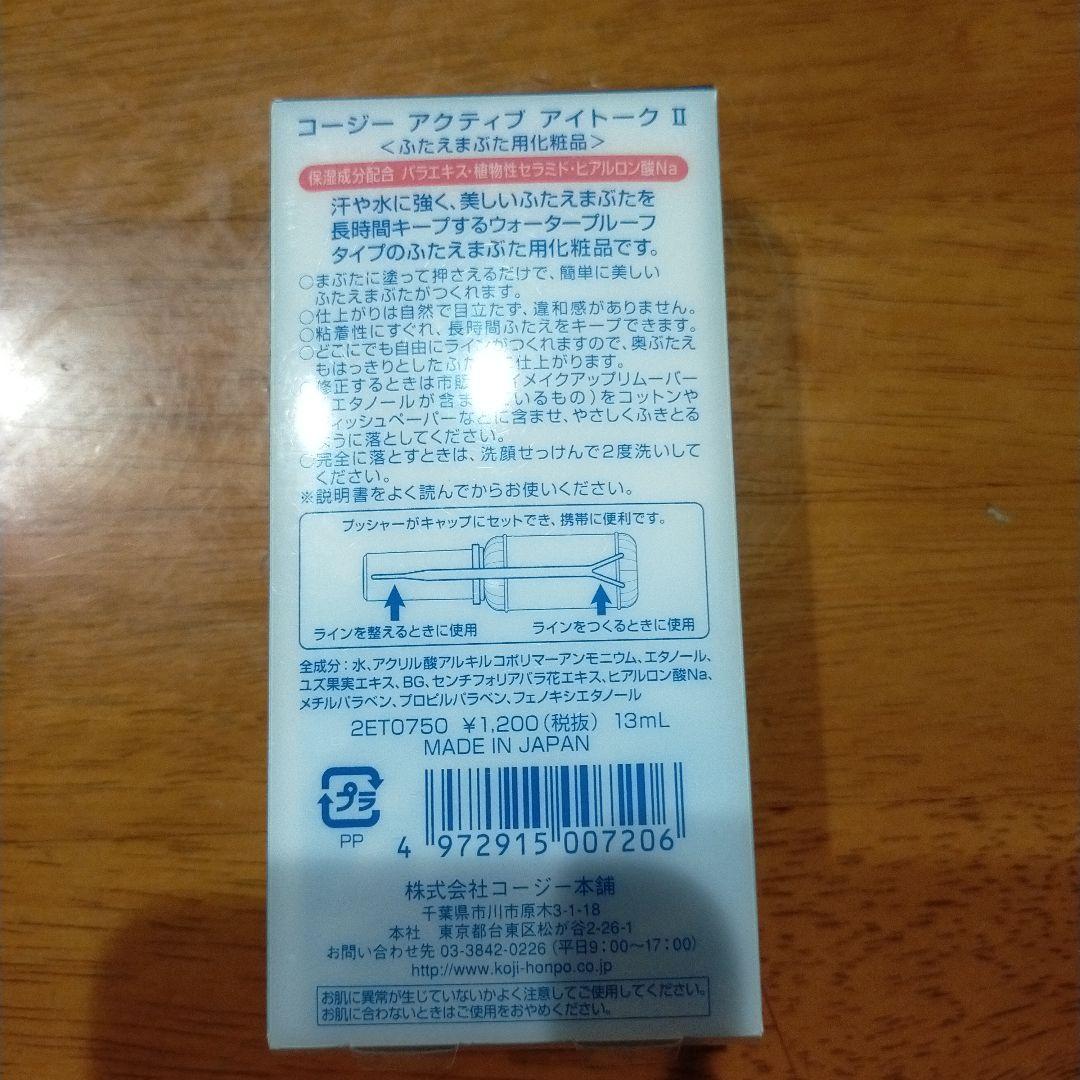 コージー アクティブ アイトーク Ⅱ
＜ふたえまぶた用化粧品＞
保湿成分配合 バラエキス・植物性セラミド・ヒアルロン酸Na
汗や水に強く、美しいふたえまぶたを
長時間キープするウォータープルーフ
タイプのふたえまぶた用化粧品です。
○まぶたに塗って押さえるだけで、簡単に美しい
ふたえまぶたがつくれます。
○仕上がりは自然で目立たず、違和感がありません。
○粘着性にすぐれ、長時間ふたえをキープできます。
○どこにでも自由にラインがつくれますので、奥ぶたえ
もはっきりとしたふた 仕上がります。
○修正するときは市販 イメイクアップリムーバー
エタノールが含ま いるもの）をコットンや
ィッシュペーパーなどに含ませ、やさしくふきとる
ように落としてください。
○完全に落とすときは、洗顔せっけんで2度洗いして
ください。
※説明書をよく読んでからお使いください。
プッシャーがキャップにセットでき、携帯に便利です。
ラインを整えるときに使用 ラインをつくるときに使用
全成分：水、アクリル酸アルキルコポリマーアンモニウム、エタノール、
ユズ果実エキス、BG、センチフォリアバラ花エキス、ヒアルロン酸Na、
メチルパラベン、プロピルパラベン、フェノキシエタノール
2ET0750 ¥1,200（税抜） 13mL
MADE IN JAPAN
プラ
PP
4 972915 007206
株式会社コージー本舗
千葉県市川市原木3-1-18
本社 東京都台東区松が谷2-26-1
お問い合わせ先 03-3842-0226（平日9：00〜17：00）
http://www.koji-honpo.co.jp
お肌に異常が生じていないかよく注意してご使用してください。
お肌に合わないときはご使用をおやめください。